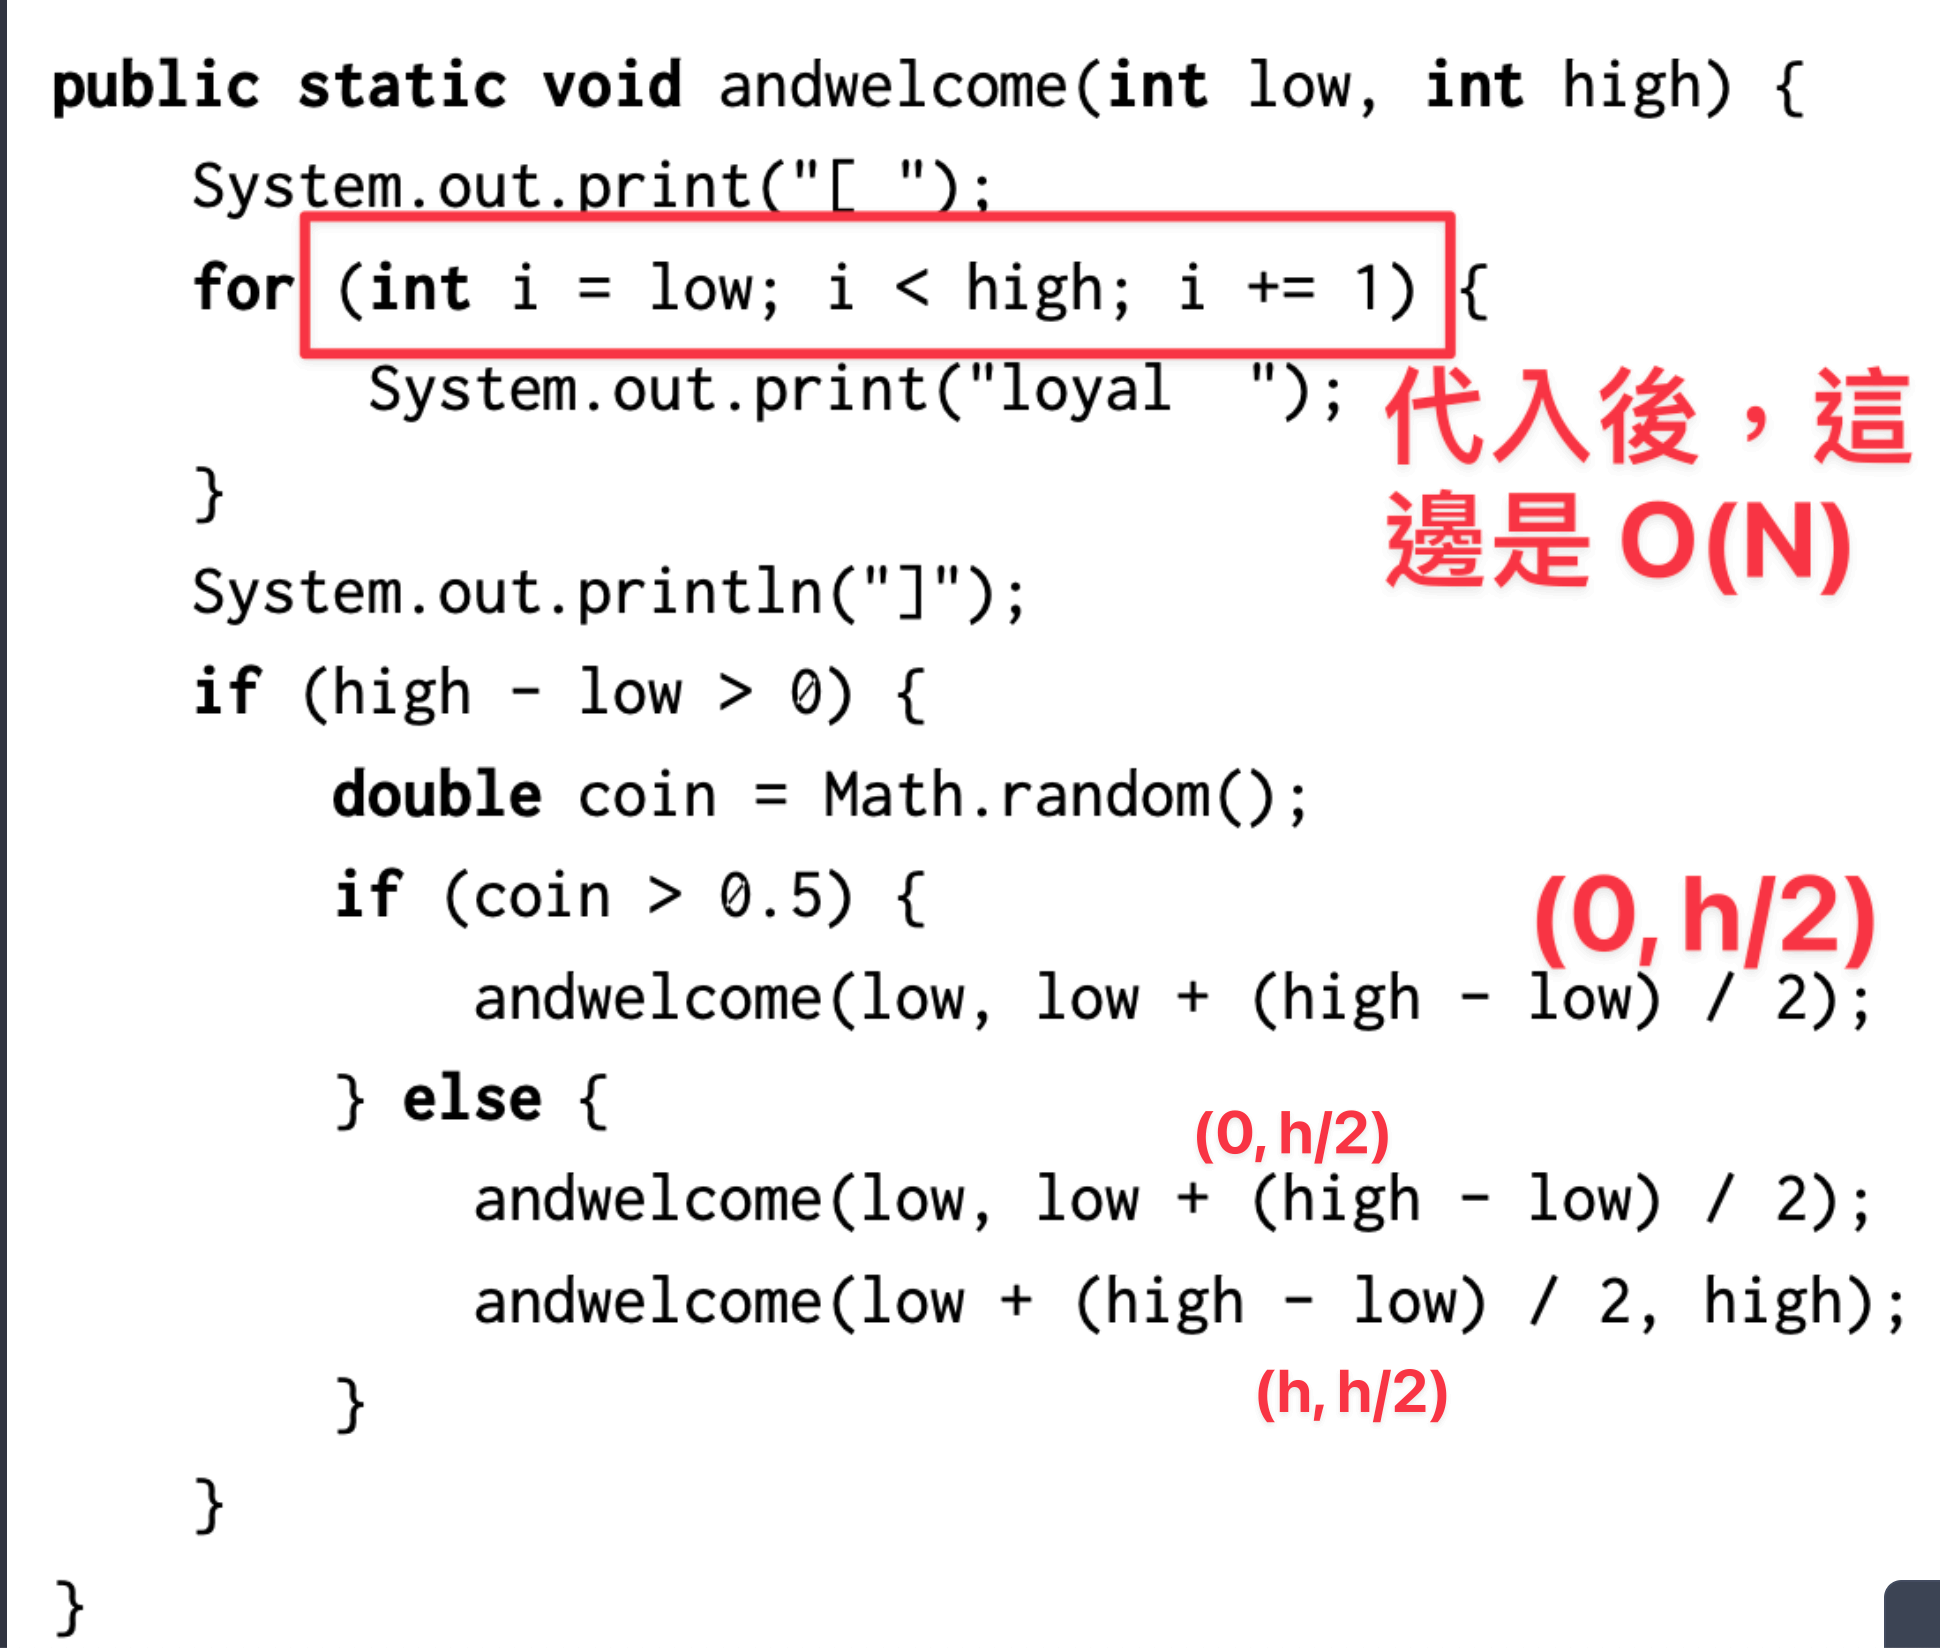 public static void andwelcome(int low, int high) {
System.out.print("[ ");
for (int i = low; i < high; i += 1) {
System.out.print("loyal ");
代入後，這
邊是 O(N)
}
System.out.println("]");
if (high - low > 0) {
double coin = Math.random();
if (coin > 0.5) {
(0, h/2)
andwelcome(low, low + (high - low) / 2);
} else {
(0, h/2)
andwelcome(low, low + (high - low) / 2);
andwelcome(low + (high - low) / 2, high);
(h, h/2)
}
}
}